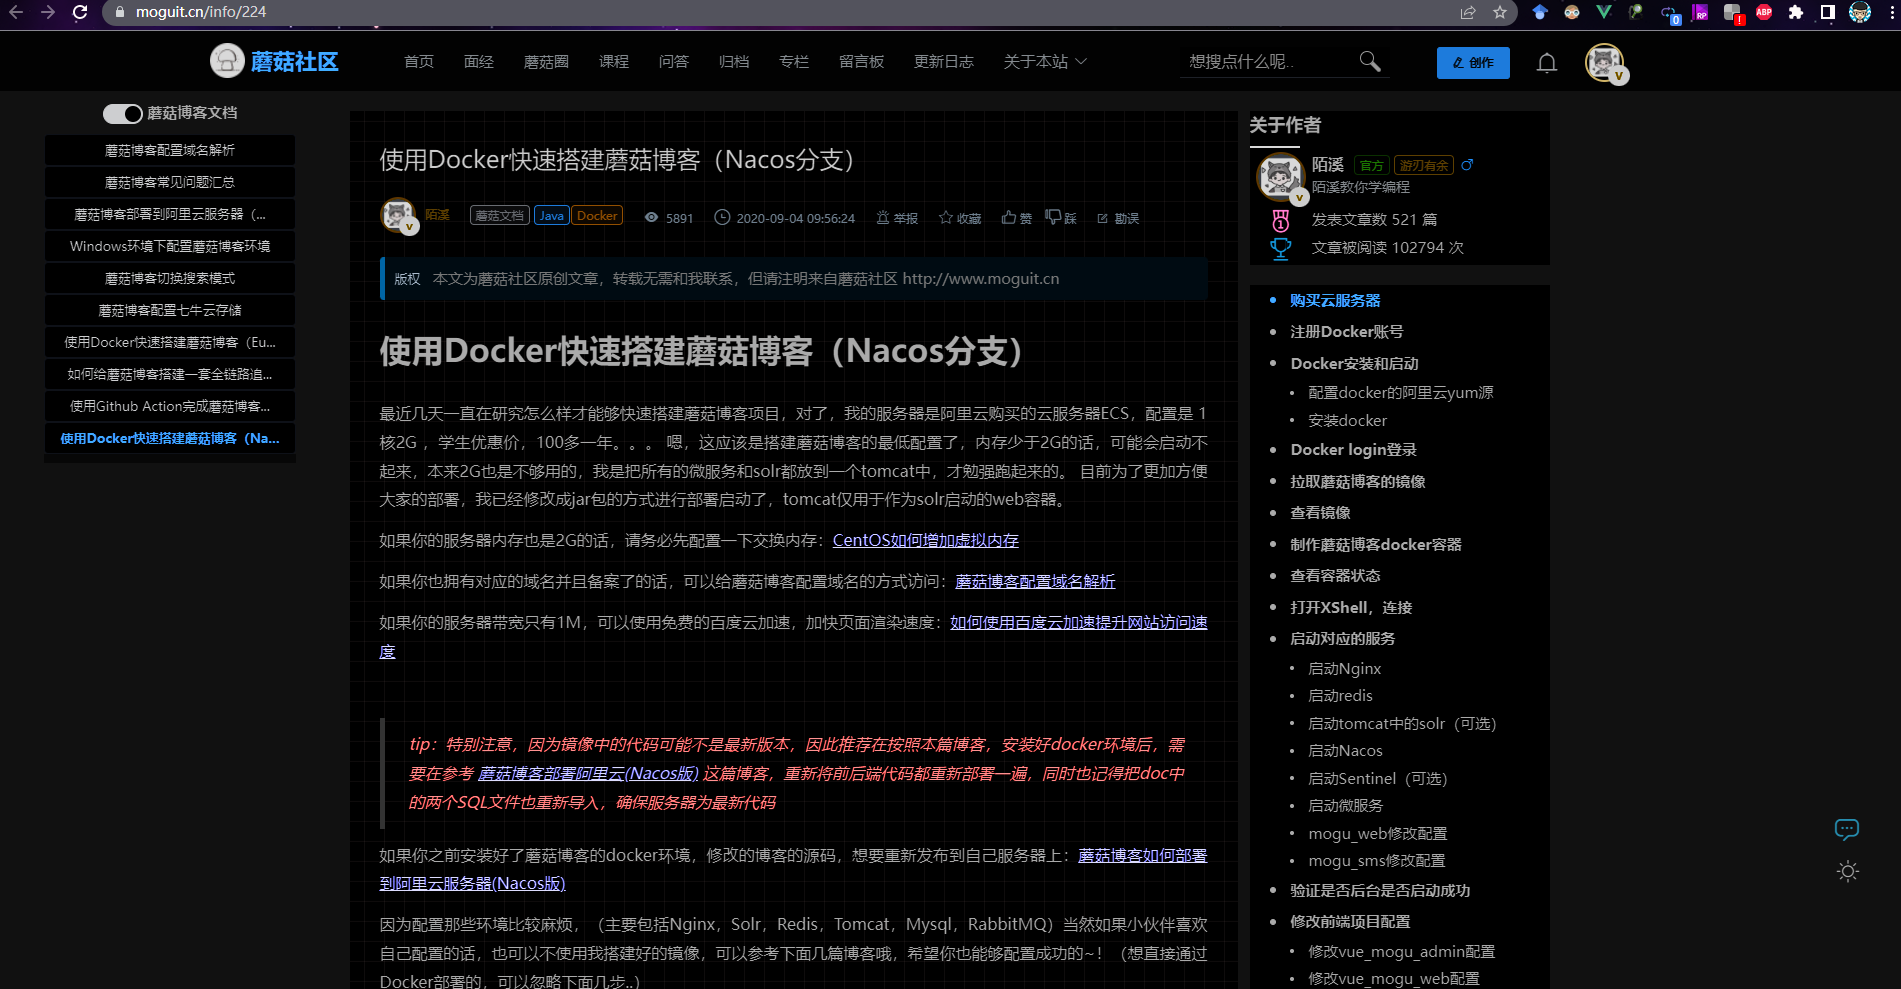 moguit.cn/info/224
蘑菇社区
首页 面经 蘑菇圈 课程 问答 归档 专栏 留言板 更新日志 关于本站
想搜点什么呢..
创作
蘑菇博客文档
蘑菇博客配置域名解析
蘑菇博客常见问题汇总
蘑菇博客部署到阿里云服务器（...
Windows环境下配置蘑菇博客环境
蘑菇博客切换搜索模式
蘑菇博客配置七牛云存储
使用Docker快速搭建蘑菇博客（Eu...
如何给蘑菇博客搭建一套全链路追...
使用Github Action完成蘑菇博客...
使用Docker快速搭建蘑菇博客（Na...
使用Docker快速搭建蘑菇博客（Nacos分支）
陌溪 蘑菇文档 Java Docker 5891 2020-09-04 09:56:24 举报 收藏 赞 踩 勘误
版权 本文为蘑菇社区原创文章，转载无需和我联系，但请注明来自蘑菇社区 http://www.moguit.cn
使用Docker快速搭建蘑菇博客（Nacos分支）
最近几天一直在研究怎么样才能够快速搭建蘑菇博客项目，对了，我的服务器是阿里云购买的云服务器ECS，配置是 1
核2G ，学生优惠价，100多一年。。。 嗯，这应该是搭建蘑菇博客的最低配置了，内存少于2G的话，可能会启动不
起来，本来2G也是不够用的，我是把所有的微服务和solr都放到一个tomcat中，才勉强跑起来的。 目前为了更加方便
大家的部署，我已经修改成jar包的方式进行部署启动了，tomcat仅用于作为solr启动的web容器。
如果你的服务器内存也是2G的话，请务必先配置一下交换内存：CentOS如何增加虚拟内存
如果你也拥有对应的域名并且备案了的话，可以给蘑菇博客配置域名的方式访问：蘑菇博客配置域名解析
如果你的服务器带宽只有1M，可以使用免费的百度云加速，加快页面渲染速度：如何使用百度云加速提升网站访问速
度
tip：特别注意，因为镜像中的代码可能不是最新版本，因此推荐在按照本篇博客，安装好docker环境后，需
要在参考 蘑菇博客部署阿里云(Nacos版) 这篇博客，重新将前后端代码都重新部署一遍，同时也记得把doc中
的两个SQL文件也重新导入，确保服务器为最新代码
如果你之前安装好了蘑菇博客的docker环境，修改的博客的源码，想要重新发布到自己服务器上：蘑菇博客如何部署
到阿里云服务器(Nacos版)
因为配置那些环境比较麻烦，（主要包括Nginx，Solr，Redis，Tomcat，Mysql，RabbitMQ）当然如果小伙伴喜欢
自己配置的话，也可以不使用我搭建好的镜像，可以参考下面几篇博客哦，希望你也能够配置成功的~！（想直接通过
Docker部署的，可以忽略下面几步..）
关于作者
陌溪 官方 游刃有余
陌溪教你学编程
发表文章数 521 篇
文章被阅读 102794 次
购买云服务器
注册Docker账号
Docker安装和启动
配置docker的阿里云yum源
安装docker
Docker login登录
拉取蘑菇博客的镜像
查看镜像
制作蘑菇博客docker容器
查看容器状态
打开XShell，连接
启动对应的服务
启动Nginx
启动redis
启动tomcat中的solr（可选）
启动Nacos
启动Sentinel（可选）
启动微服务
mogu_web修改配置
mogu_sms修改配置
验证是否后台是否启动成功
修改前端项目配置
修改vue_mogu_admin配置
修改vue_mogu_web配置